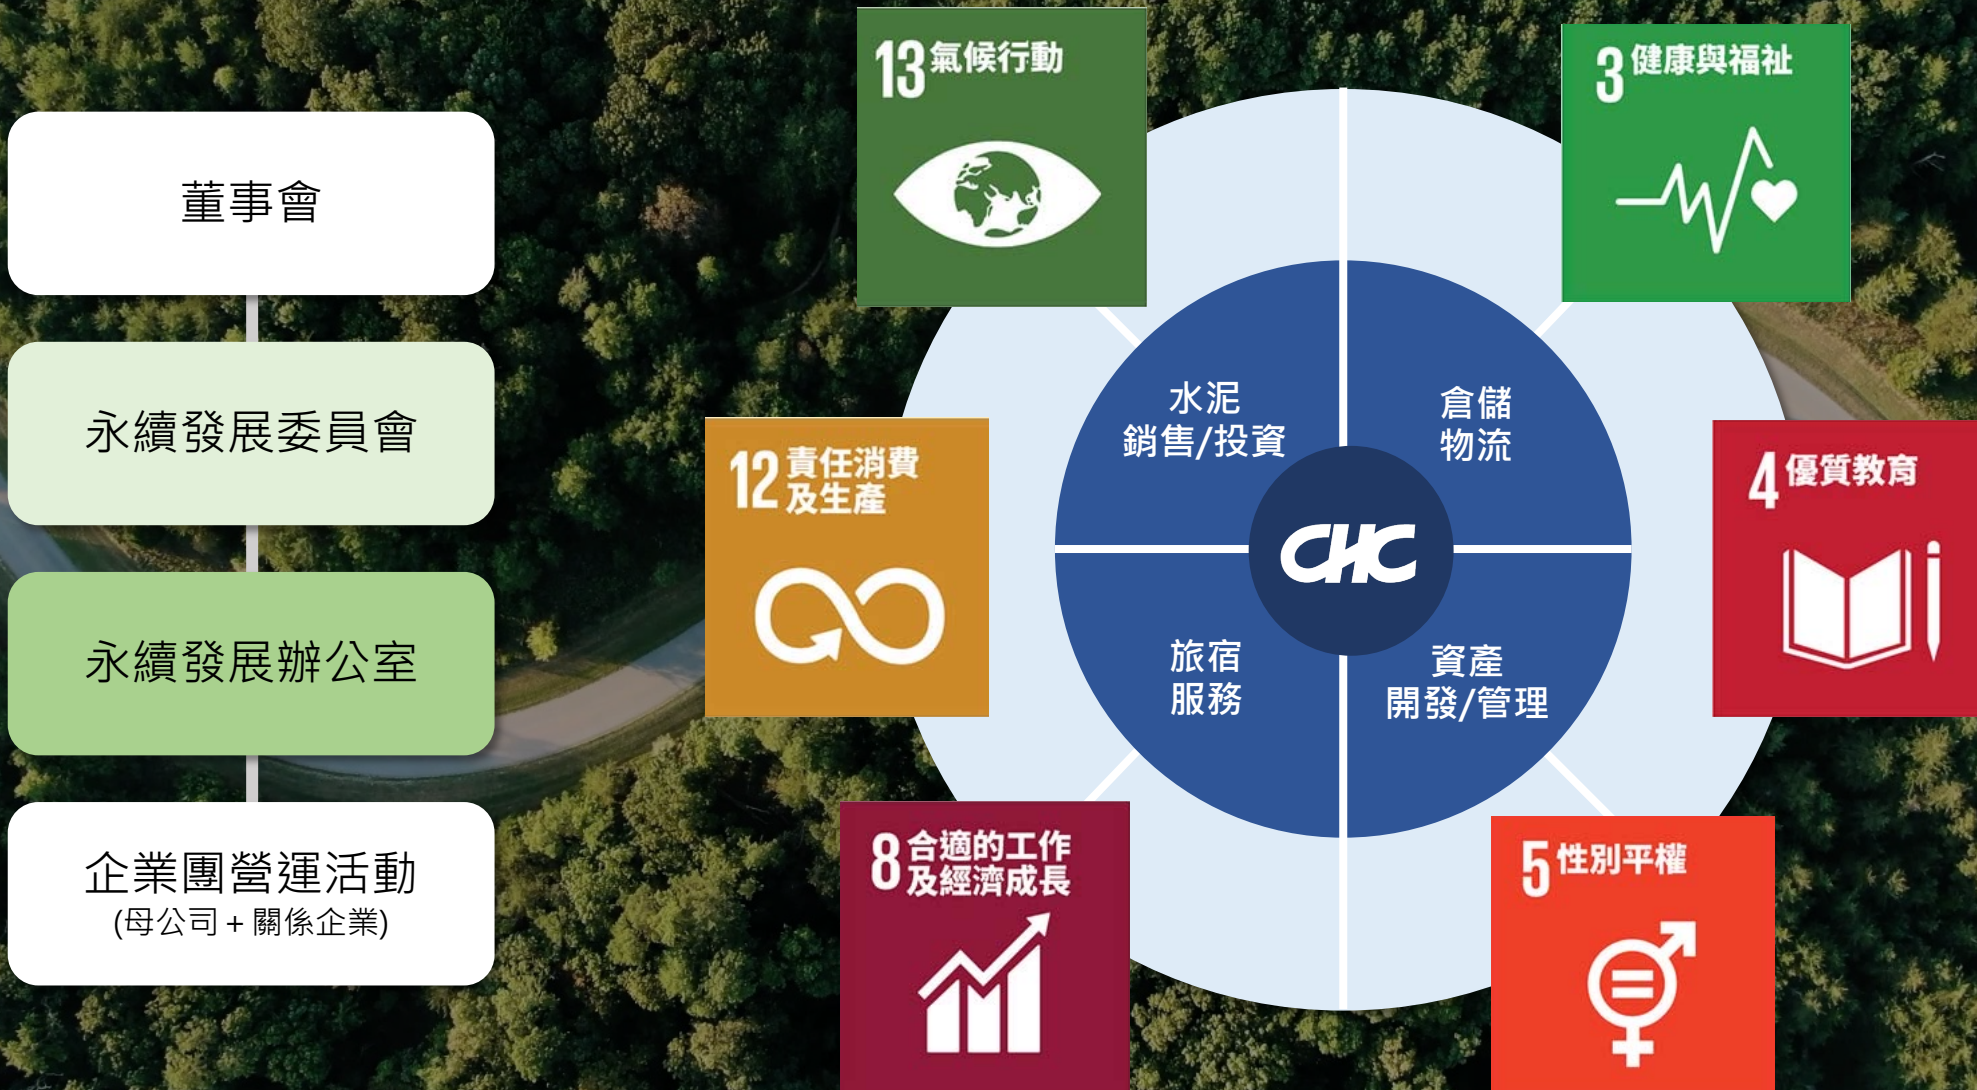 董事會
永續發展委員會
永續發展辦公室
企業團營運活動
(母公司+關係企業)
13 氣候行動
3 健康與福祉
12 責任消費
及生產
4 優質教育
8 合適的工作
及經濟成長
5 性別平權
水泥
銷售/投資
倉儲
物流
CHC
旅宿
服務
資產
開發/管理